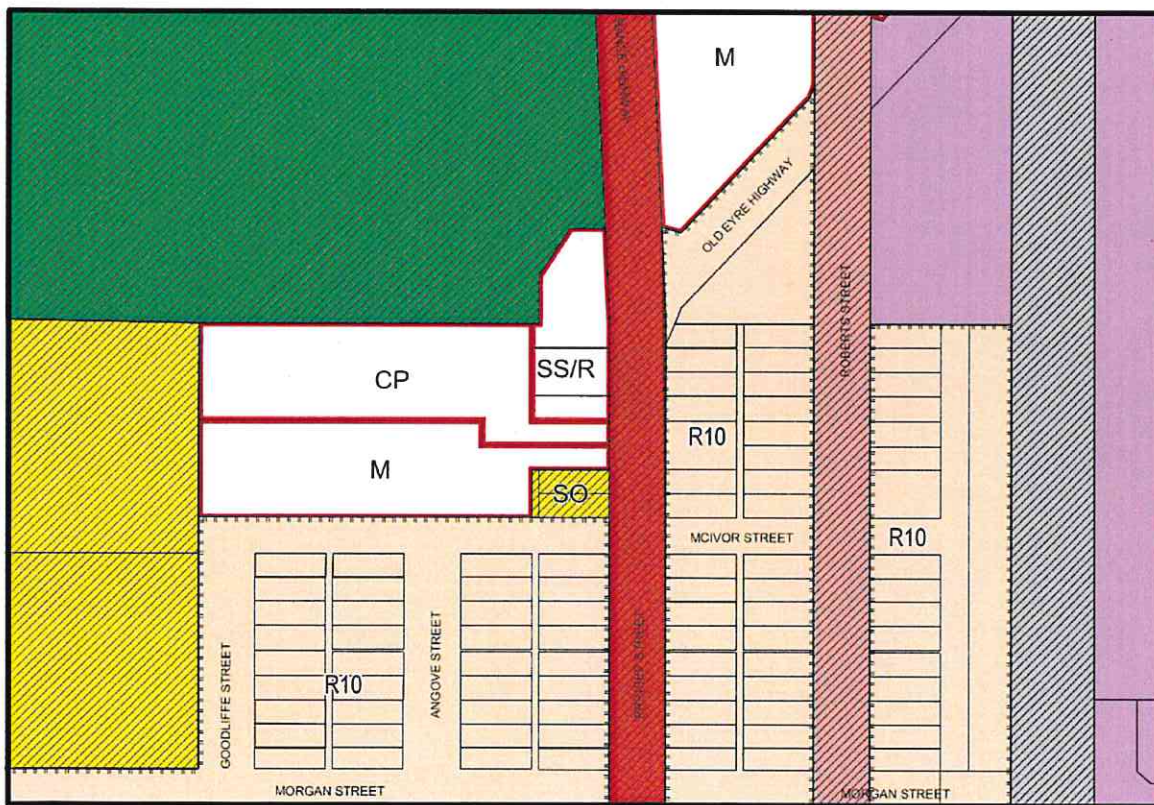 M
OLD EYRE HIGHWAY
ROBERTS STREET
CP
SS/R
M
SO
R10
MCIVOR STREET
R10
GOODLIFFE STREET
R10
ANGOVE STREET
MORGAN STREET
MORGAN STREET